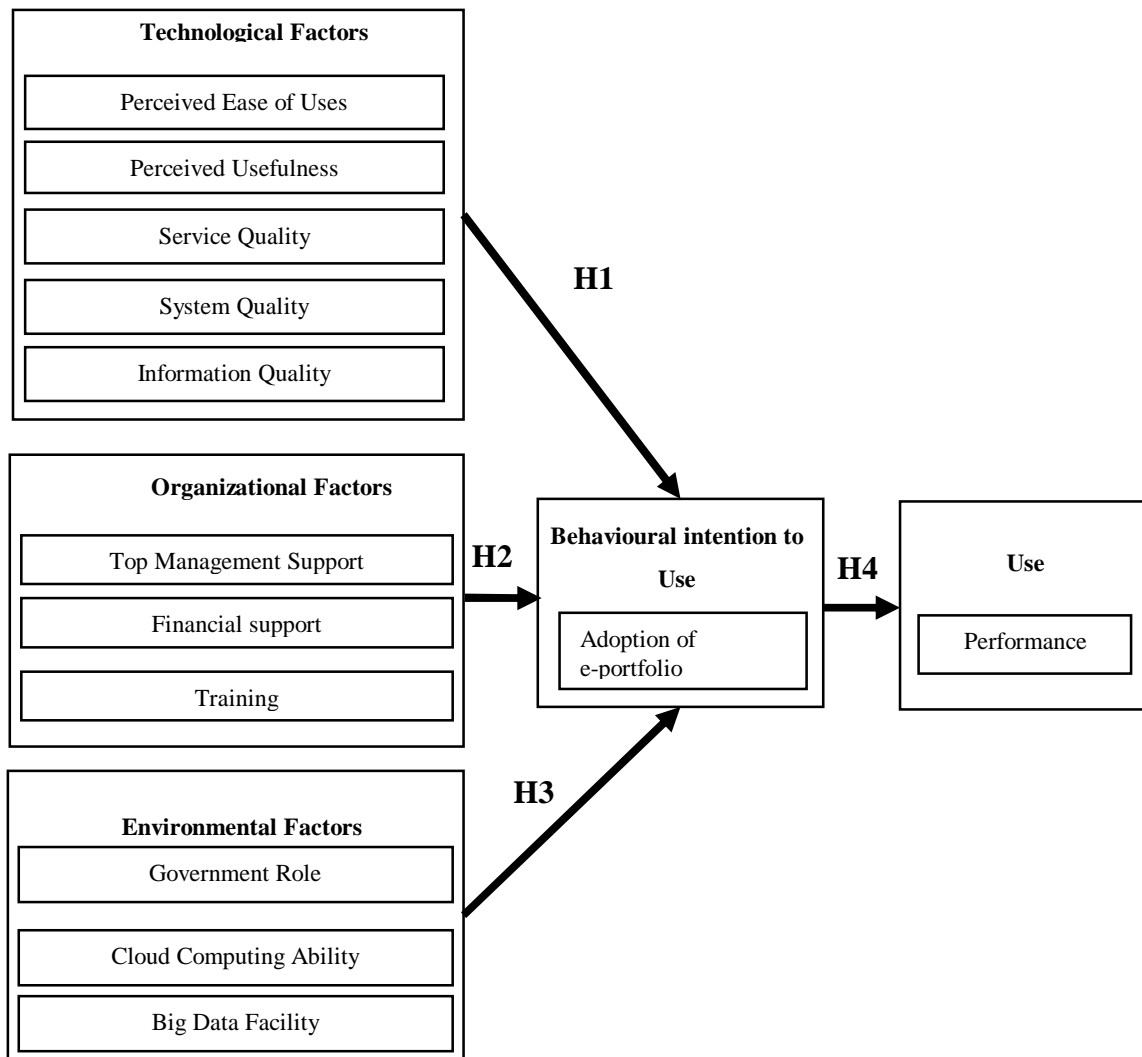 Technological Factors
Perceived Ease of Uses
Perceived Usefulness
Service Quality
System Quality
Information Quality
H1
Organizational Factors
Top Management Support
Financial support
Training
H2
Behavioural intention to
Use
Adoption of
e-portfolio
H4
Use
Performance
H3
Environmental Factors
Government Role
Cloud Computing Ability
Big Data Facility